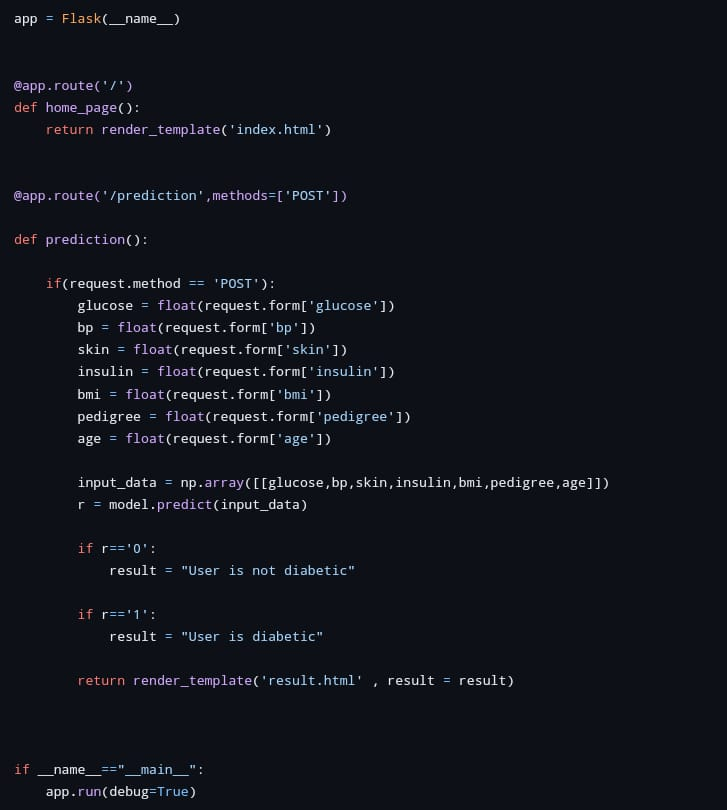 app = Flask(__name__)
@app.route('/')
def home_page():
    return render_template('index.html')
@app.route('/prediction',methods=['POST'])
def prediction():
    if(request.method == 'POST'):
        glucose = float(request.form['glucose'])
        bp = float(request.form['bp'])
        skin = float(request.form['skin'])
        insulin = float(request.form['insulin'])
        bmi = float(request.form['bmi'])
        pedigree = float(request.form['pedigree'])
        age = float(request.form['age'])
        input_data = np.array([[glucose,bp,skin,insulin,bmi,pedigree,age]])
        r = model.predict(input_data)
        if r=='0':
            result = "User is not diabetic"
        if r=='1':
            result = "User is diabetic"
        return render_template('result.html' , result = result)
if __name__=="__main__":
    app.run(debug=True)